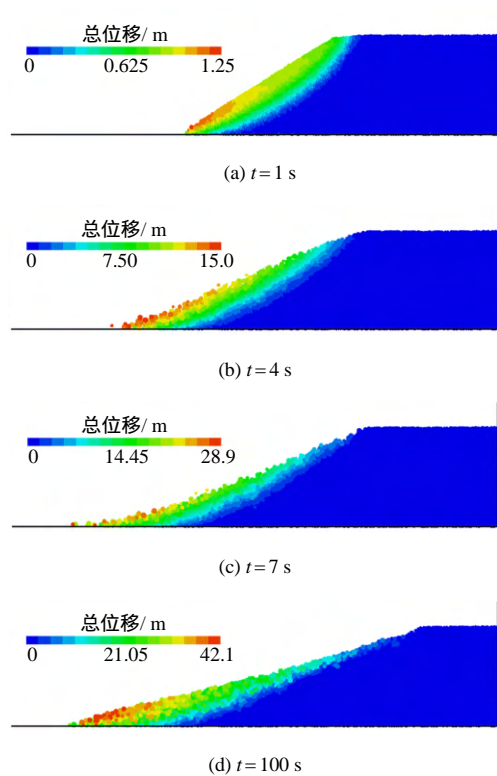 总位移/ m
0 0.625 1.25
(a) t=1 s
总位移/ m
0 7.50 15.0
(b) t=4 s
总位移/ m
0 14.45 28.9
(c) t=7 s
总位移/ m
0 21.05 42.1
(d) t=100 s